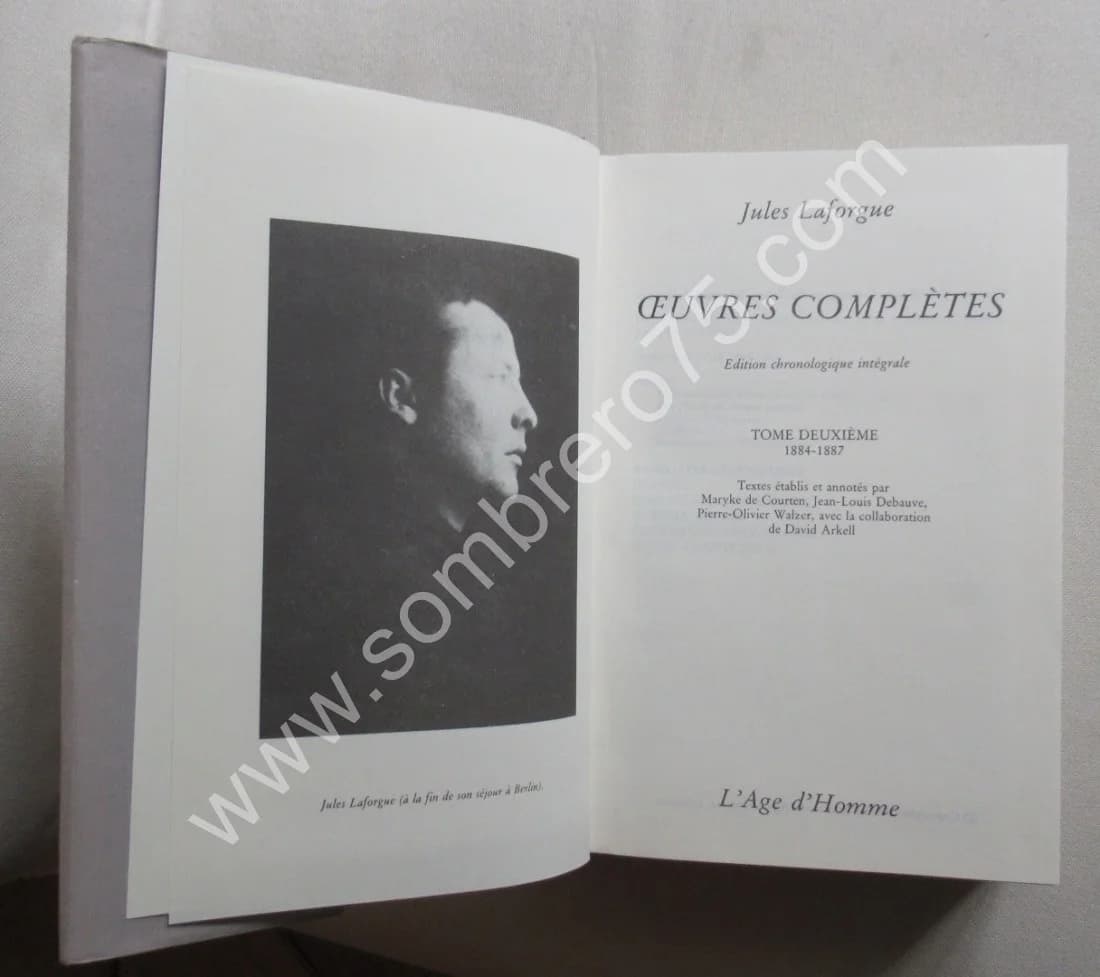 Jules Laforgue (à la fin de son séjour à Berlin).
Jules Laforgue
ŒUVRES COMPLÈTES
Edition chronologique intégrale
TOME DEUXIÈME
1884-1887
Textes établis et annotés par
Maryke de Courten, Jean-Louis Debauve,
Pierre-Olivier Walzer, avec la collaboration
de David Arkell
L'Age d'Homme
www.sombrero75.com